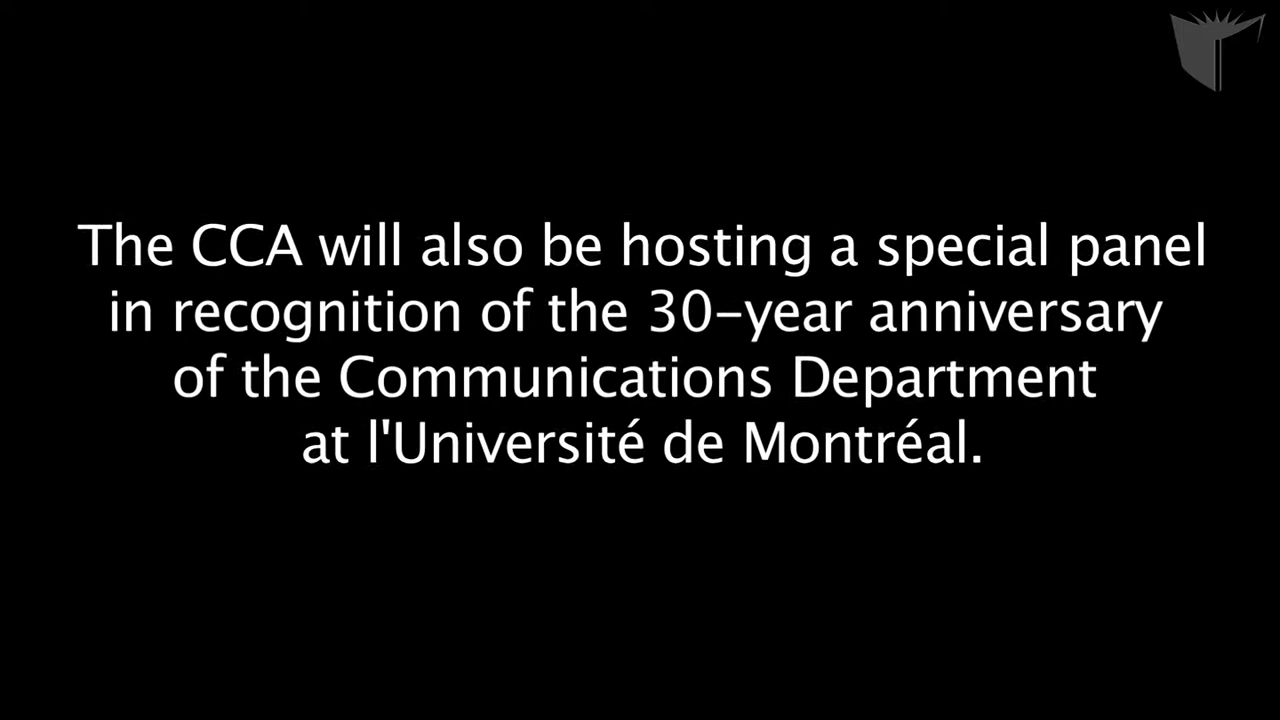 The CCA will also be hosting a special panel
in recognition of the 30-year anniversary
of the Communications Department
at l'Université de Montréal.